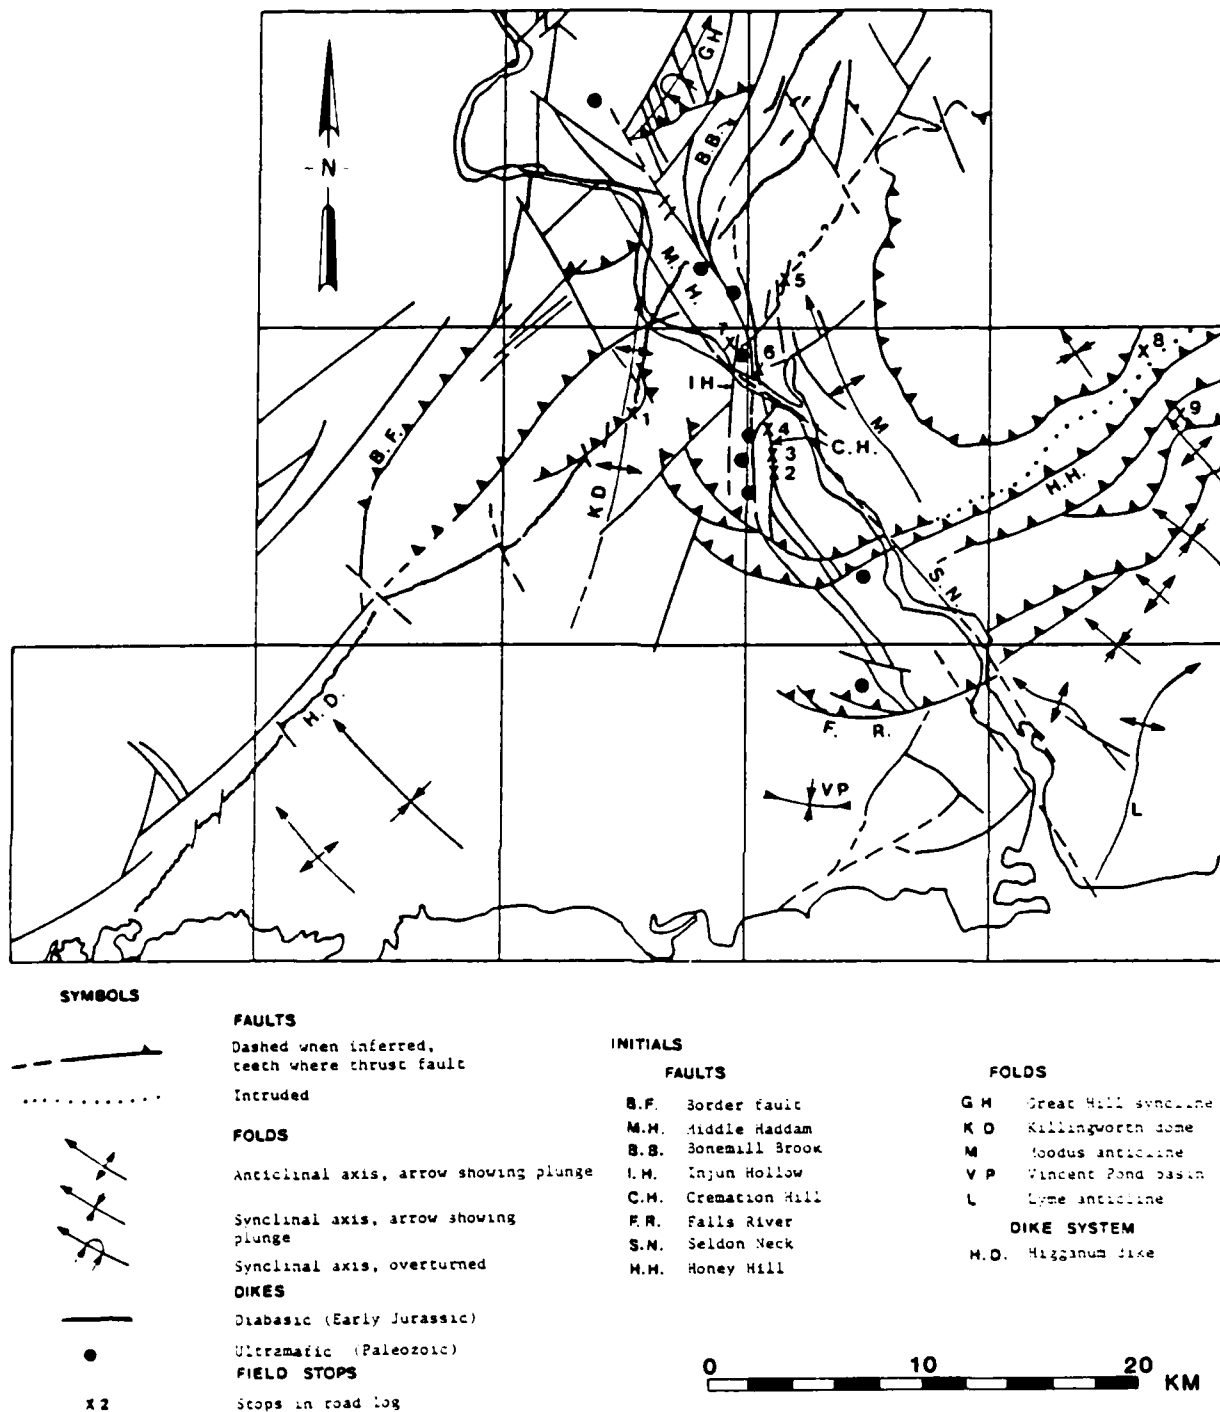 GH
B.B.
N
M.H.
5
7
6
8
I H
9
1
B.F.
4
M
C.H.
3
2
H.H.
KD
S.N.
H.D.
F. R.
VP
L
SYMBOLS
FAULTS
Dashed when inferred,
teeth where thrust fault
Intruded
FOLDS
Anticlinal axis, arrow showing plunge
Synclinal axis, arrow showing
plunge
Synclinal axis, overturned
DIKES
Diabasic (Early Jurassic)
Ultramafic (Paleozoic)
FIELD STOPS
X 2 Stops in road log
INITIALS
FAULTS
B.F. Border fault
M.H. Middle Haddam
B.B. Bonemill Brook
I.H. Injun Hollow
C.H. Cremation Hill
F.R. Falls River
S.N. Seldon Neck
H.H. Honey Hill
FOLDS
G H Great Hill syncline
K D Killingworth dome
M Moodus anticline
V P Vincent Pond basin
L Lyme anticline
DIKE SYSTEM
H.D. Higganum dike
0 10 20
KM